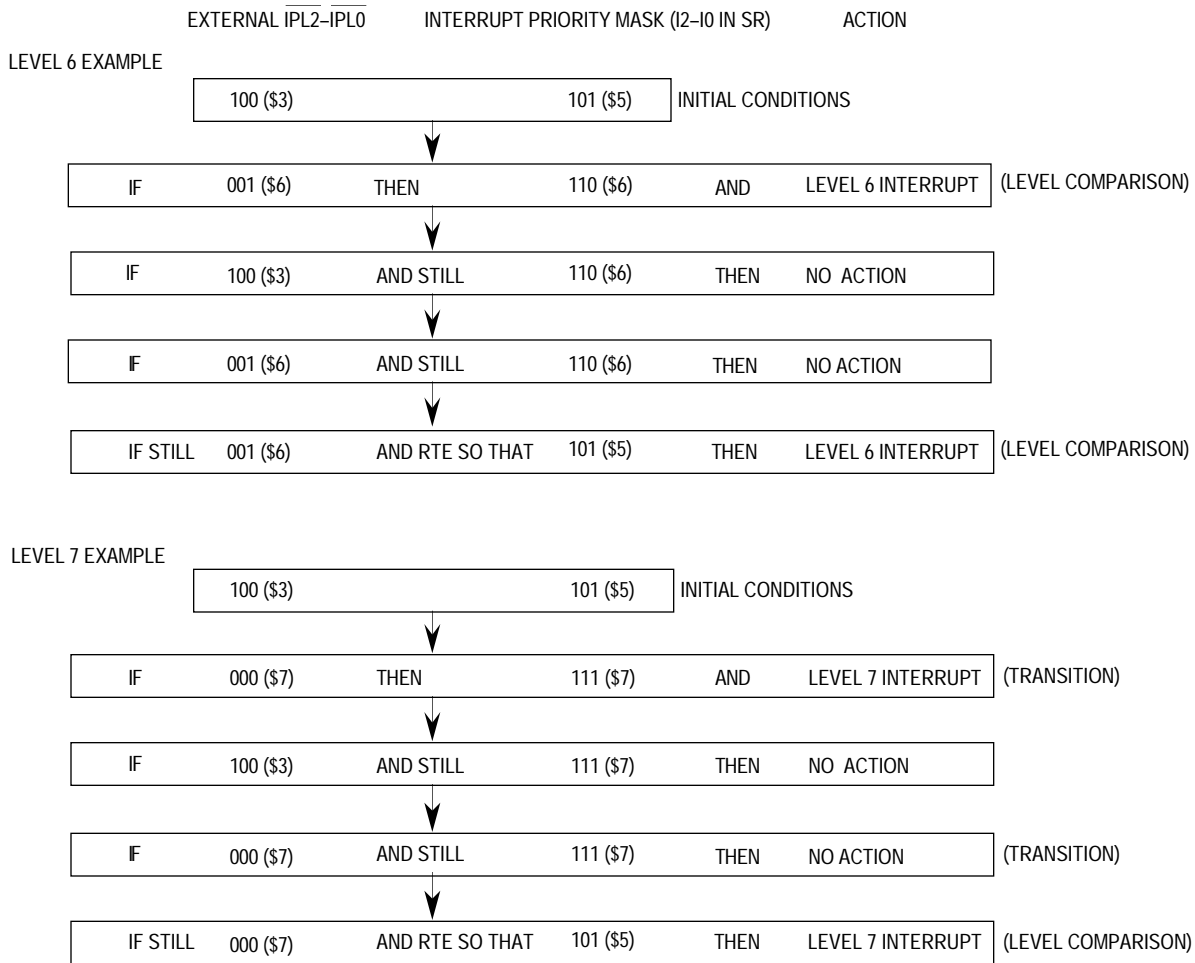 EXTERNAL IPL2–IPL0 INTERRUPT PRIORITY MASK (I2–I0 IN SR) ACTION
LEVEL 6 EXAMPLE
100 ($3) 101 ($5) INITIAL CONDITIONS
IF 001 ($6) THEN 110 ($6) AND LEVEL 6 INTERRUPT (LEVEL COMPARISON)
IF 100 ($3) AND STILL 110 ($6) THEN NO ACTION
IF 001 ($6) AND STILL 110 ($6) THEN NO ACTION
IF STILL 001 ($6) AND RTE SO THAT 101 ($5) THEN LEVEL 6 INTERRUPT (LEVEL COMPARISON)
LEVEL 7 EXAMPLE
100 ($3) 101 ($5) INITIAL CONDITIONS
IF 000 ($7) THEN 111 ($7) AND LEVEL 7 INTERRUPT (TRANSITION)
IF 100 ($3) AND STILL 111 ($7) THEN NO ACTION
IF 000 ($7) AND STILL 111 ($7) THEN NO ACTION (TRANSITION)
IF STILL 000 ($7) AND RTE SO THAT 101 ($5) THEN LEVEL 7 INTERRUPT (LEVEL COMPARISON)